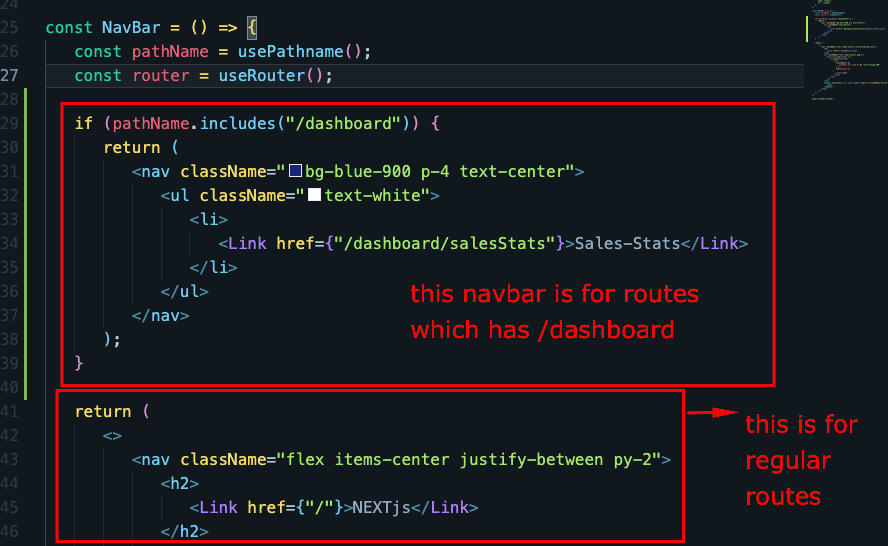 24
25 const NavBar = () => {
26 const pathName = usePathname();
27 const router = useRouter();
28
29 if (pathName.includes("/dashboard")) {
30 return (
31 <nav className="bg-blue-900 p-4 text-center">
32 <ul className="text-white">
33 <li>
34 <Link href={"/dashboard/salesStats"}>Sales-Stats</Link>
35 </li>
36 </ul>
37 </nav>
38 );
39 }
this navbar is for routes
which has /dashboard
40
41 return (
42 <>
43 <nav className="flex items-center justify-between py-2">
44 <h2>
45 <Link href={"/"}>NEXTjs</Link>
46 </h2>
this is for
regular
routes